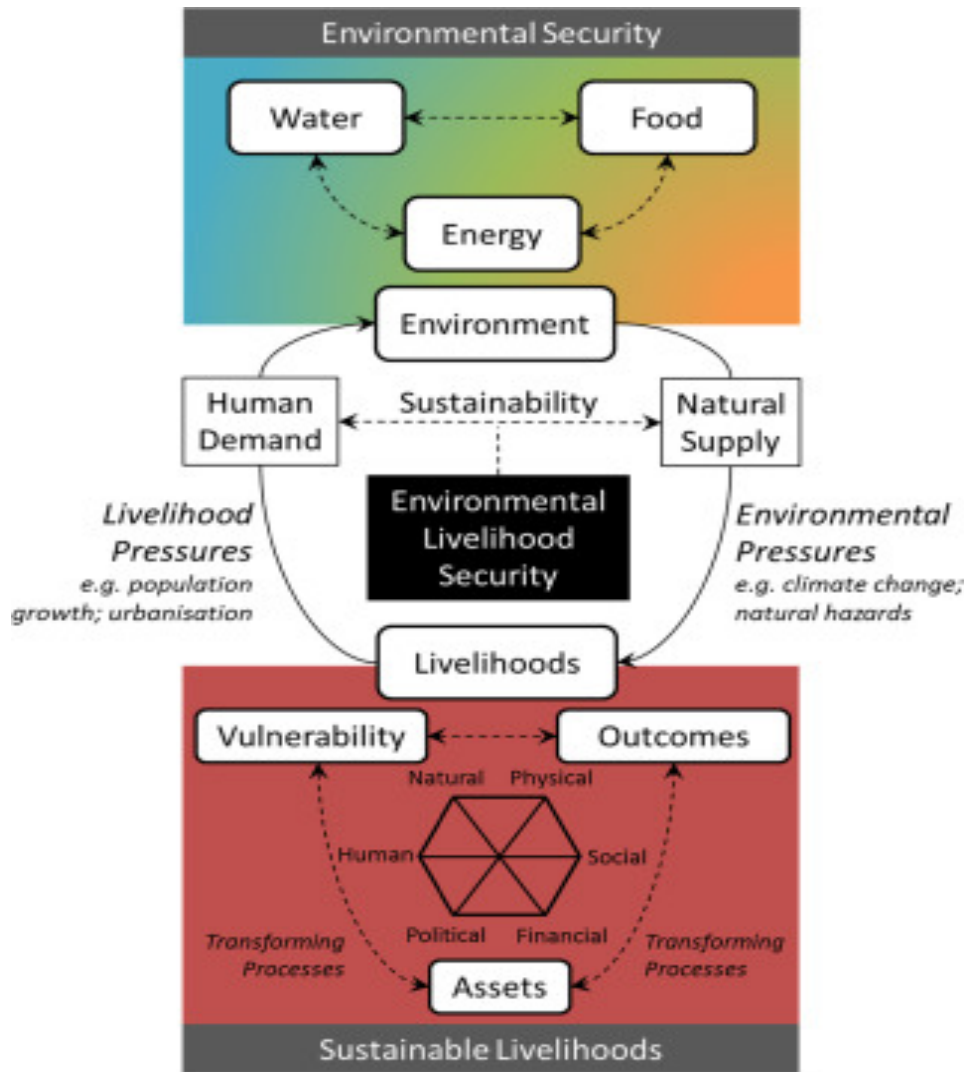 Environmental Security
Water
Food
Energy
Environment
Human
Demand
Sustainability
Natural
Supply
Environmental
Livelihood
Security
Livelihood
Pressures
e.g. population
growth; urbanisation
Environmental
Pressures
e.g. climate change;
natural hazards
Livelihoods
Vulnerability
Outcomes
Natural
Physical
Human
Social
Political
Financial
Transforming
Processes
Transforming
Processes
Assets
Sustainable Livelihoods